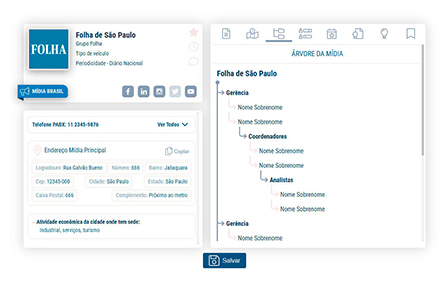 FOLHA
Folha de São Paulo
Grupo Folha
Tipo de veículo
Periodicidade - Diário Nacional
MÍDIA BRASIL
Telefone PABX: 11 2345-9876
Ver Todos
Endereço Mídia Principal
Copiar
Logradouro: Rua Galvão Bueno
Número: 666
Bairro: Jabaquara
Cep: 12345-000
Cidade: São Paulo
Estado: São Paulo
Caixa Postal: 666
Complemento: Próximo ao metro
Atividade econômica da cidade onde tem sede:
Industrial, serviços, turismo
ÁRVORE DA MÍDIA
Folha de São Paulo
Gerência
Nome Sobrenome
Nome Sobrenome
Coordenadores
Nome Sobrenome
Nome Sobrenome
Analistas
Nome Sobrenome
Nome Sobrenome
Gerência
Nome Sobrenome
Salvar